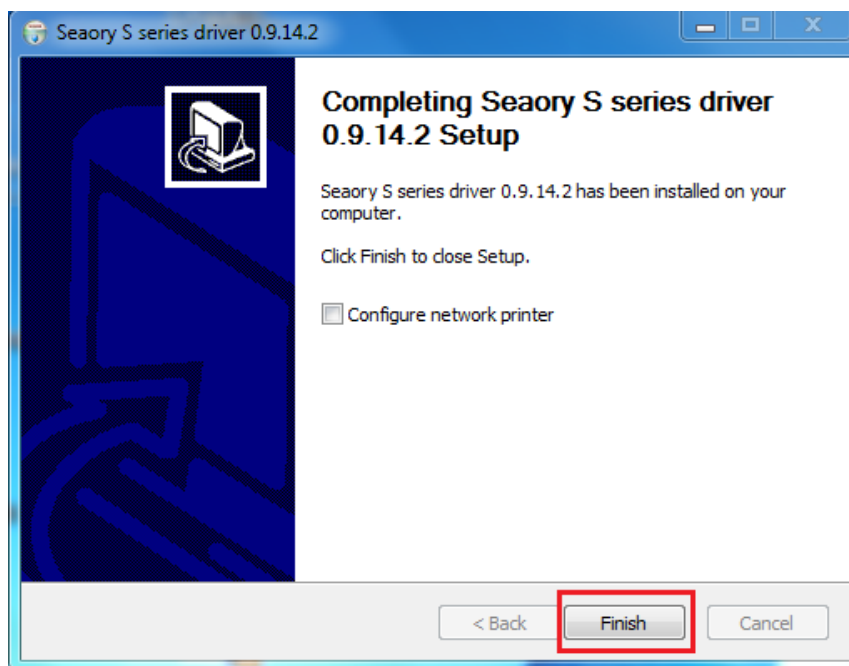 Seaory S series driver 0.9.14.2
Completing Seaory S series driver
0.9.14.2 Setup
Seaory S series driver 0.9.14.2 has been installed on your
computer.
Click Finish to close Setup.
Configure network printer
< Back Finish Cancel